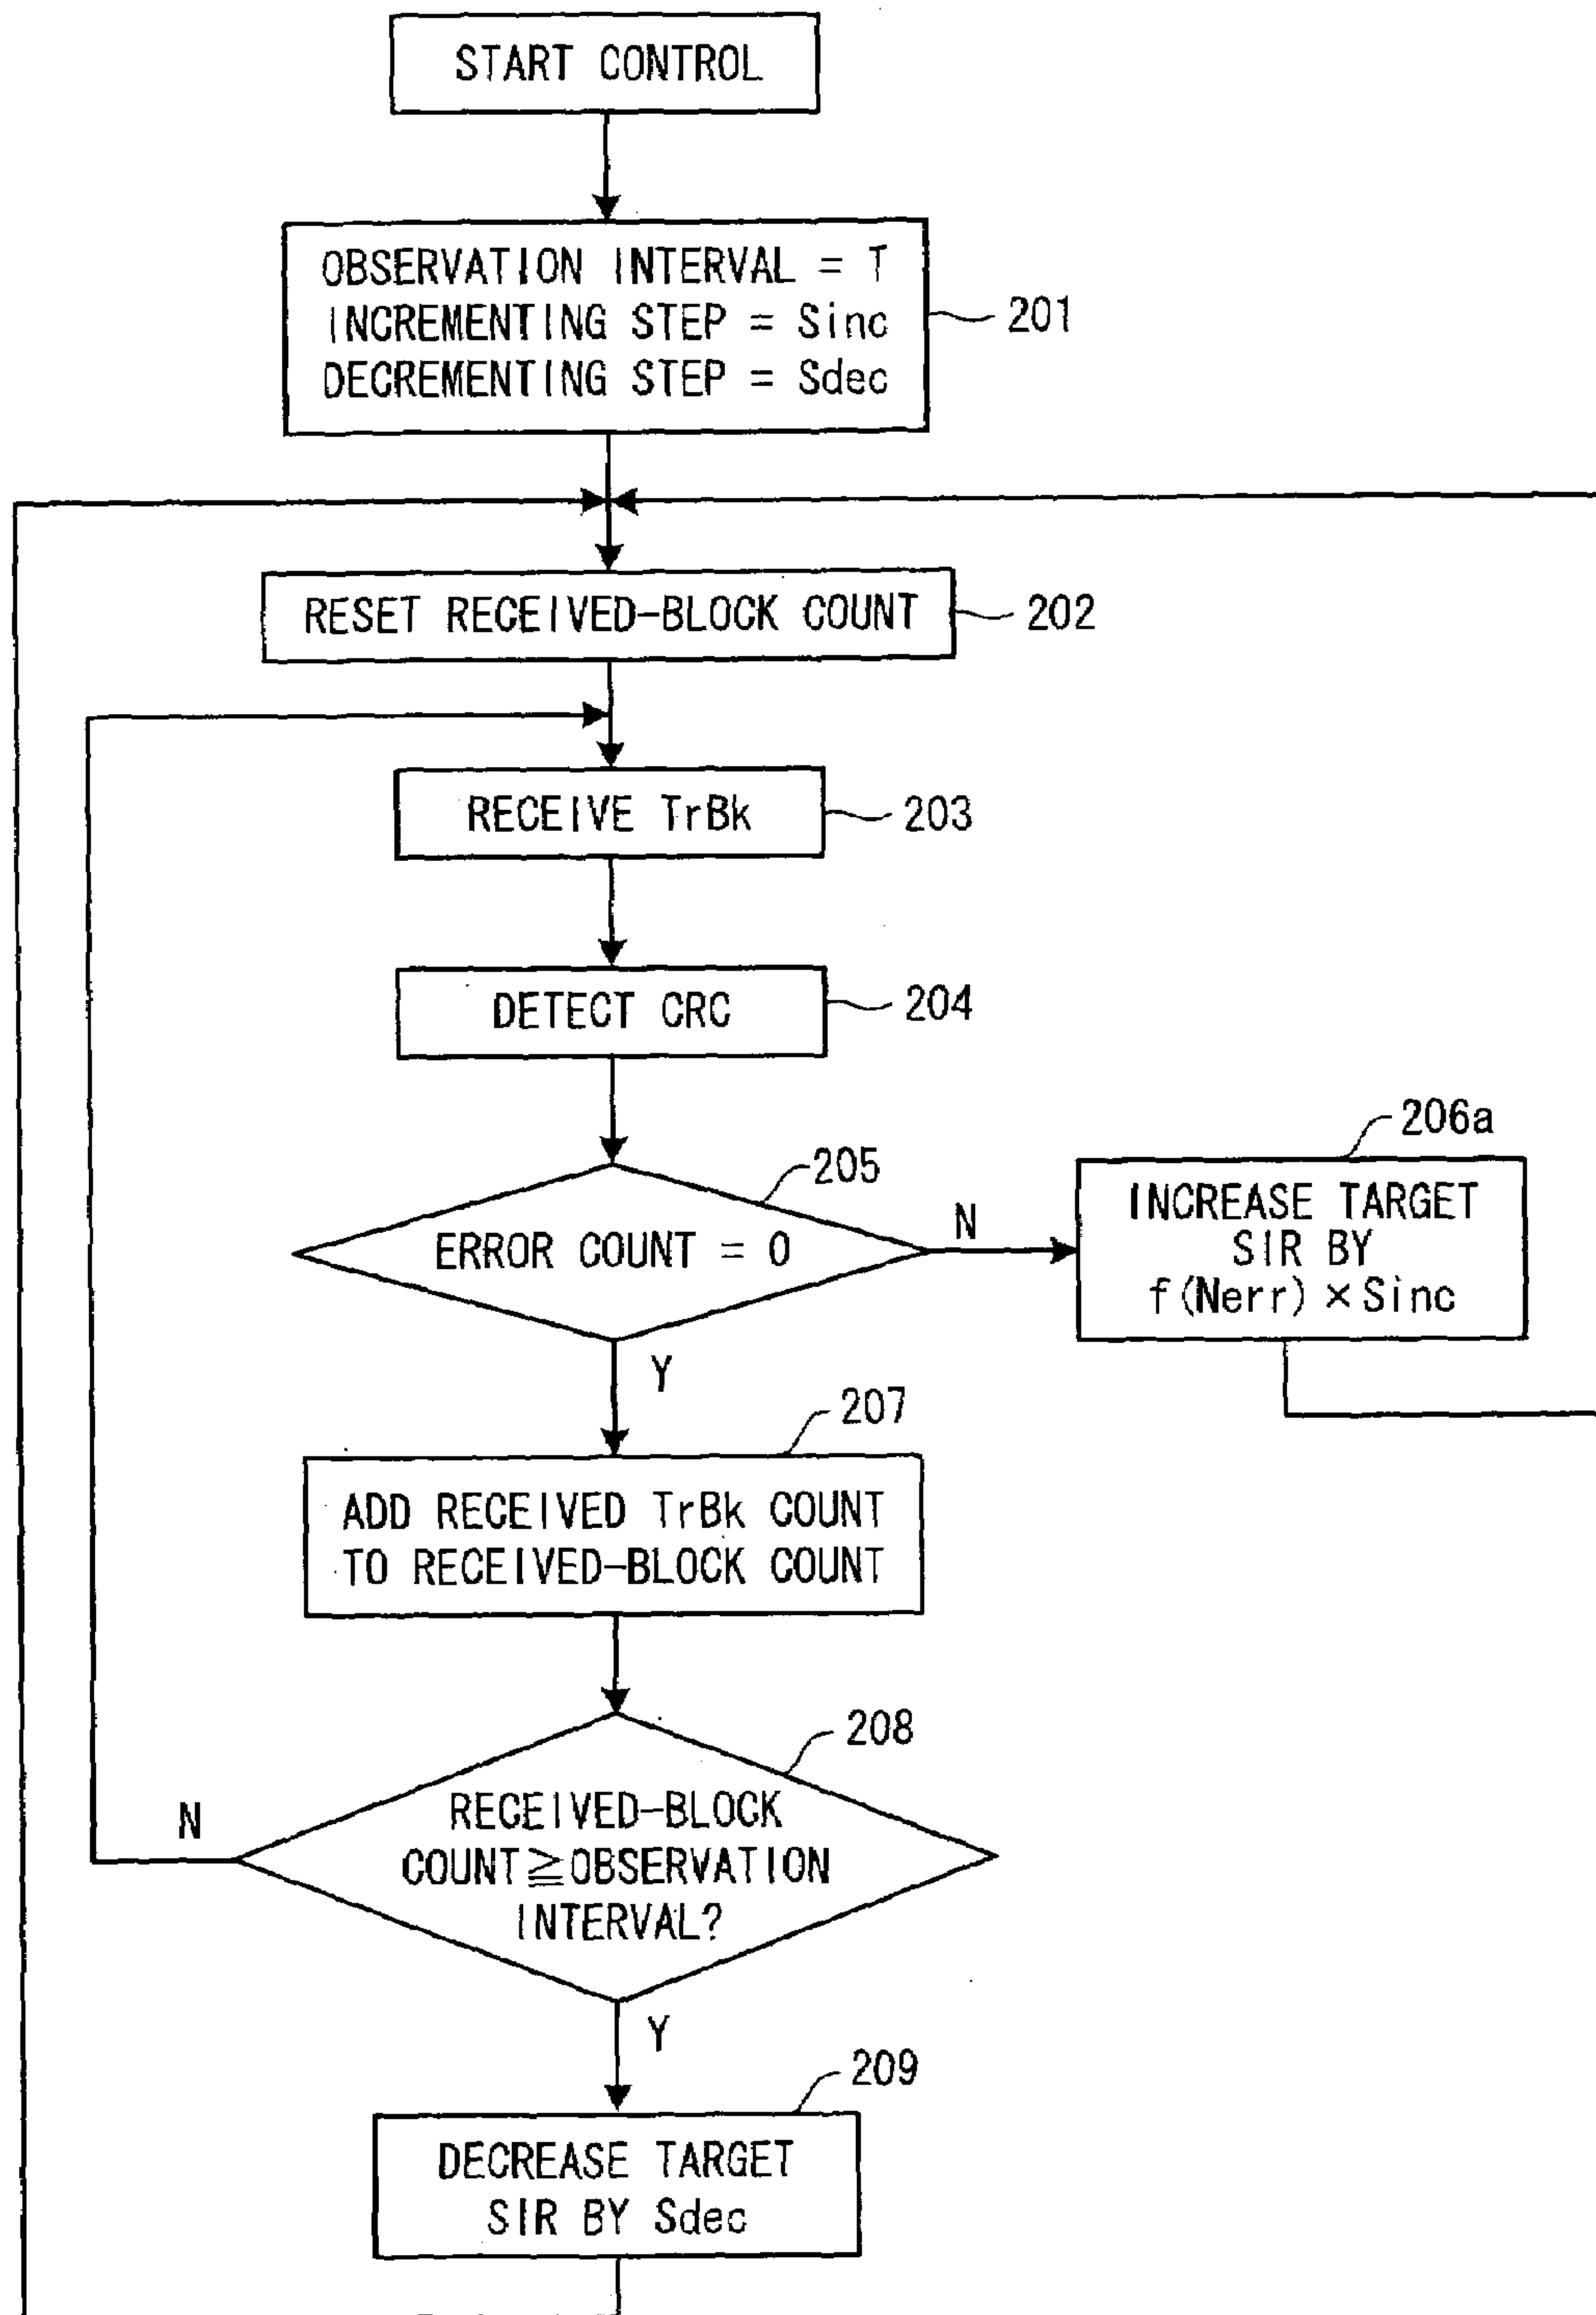 START CONTROL
OBSERVATION INTERVAL = T
INCREMENTING STEP = Sinc
DECREMENTING STEP = Sdec
201
RESET RECEIVED-BLOCK COUNT
202
RECEIVE TrBk
203
DETECT CRC
204
205
ERROR COUNT = 0
N
Y
206a
INCREASE TARGET
SIR BY
f(Nerr) × Sinc
207
ADD RECEIVED TrBk COUNT
TO RECEIVED-BLOCK COUNT
208
RECEIVED-BLOCK
COUNT≧OBSERVATION
INTERVAL?
N
Y
209
DECREASE TARGET
SIR BY Sdec